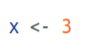 x <- 3